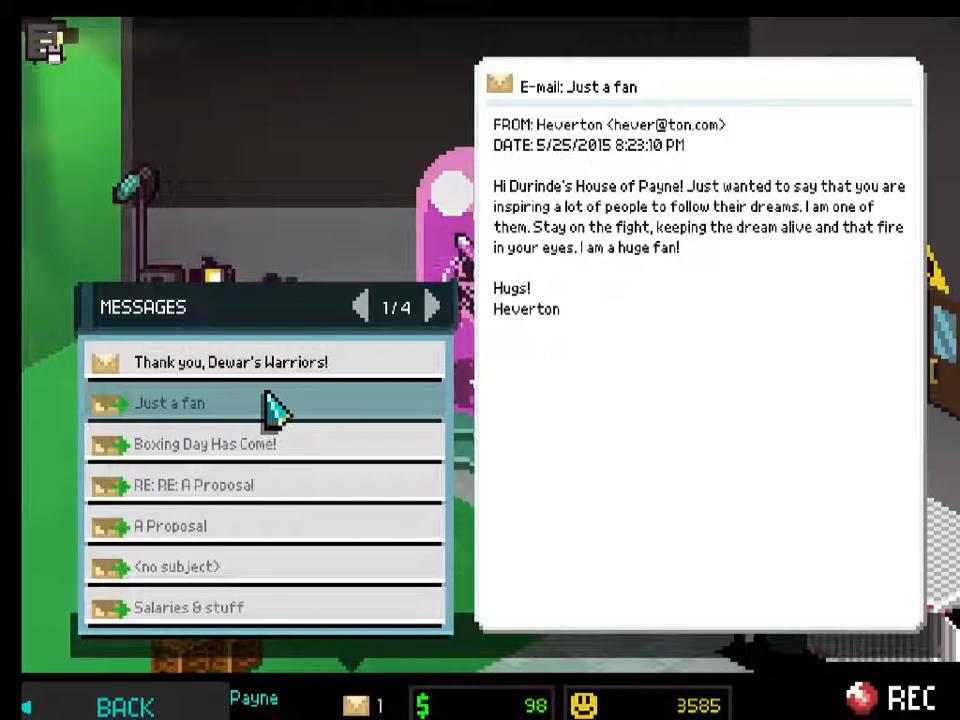 E-mail: Just a fan
FROM: Heverton <hever@ton.com>
DATE: 5/25/2015 8:23:10 PM
Hi Durinde's House of Payne! Just wanted to say that you are
inspiring a lot of people to follow their dreams. I am one of
them. Stay on the fight, keeping the dream alive and that fire
in your eyes. I am a huge fan!
Hugs!
Heverton
MESSAGES
1/4
Thank you, Dewar's Warriors!
Just a fan
Boxing Day Has Come!
RE: RE: A Proposal
A Proposal
<no subject>
Salaries & stuff
BACK
Payne
1
$ 98
3585
REC